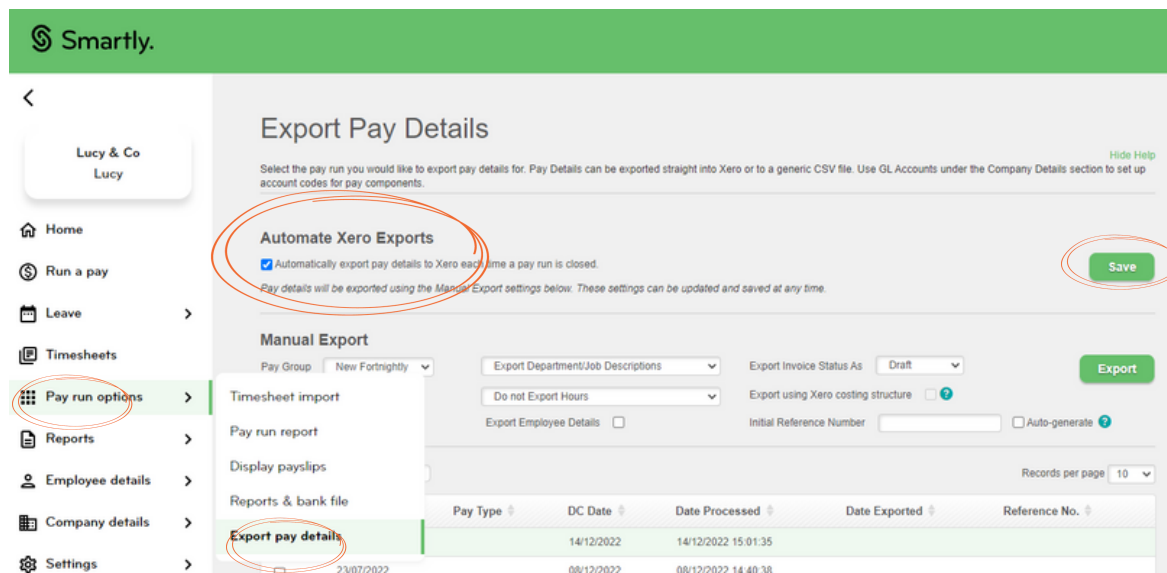 Smartly.
Lucy & Co
Lucy
Home
Run a pay
Leave
Timesheets
Pay run options
Reports
Employee details
Company details
Settings
Timesheet import
Pay run report
Display payslips
Reports & bank file
Export pay details
Export Pay Details
Hide Help
Select the pay run you would like to export pay details for. Pay Details can be exported straight into Xero or to a generic CSV file. Use GL Accounts under the Company Details section to set up
account codes for pay components.
Automate Xero Exports
Automatically export pay details to Xero each time a pay run is closed.
Save
Pay details will be exported using the Manual Export settings below. These settings can be updated and saved at any time.
Manual Export
Pay Group New Fortnightly Export Department/Job Descriptions Export Invoice Status As Draft Export
Do not Export Hours Export using Xero costing structure ?
Export Employee Details Initial Reference Number Auto-generate ?
Records per page 10
Pay Type DC Date Date Processed Date Exported Reference No.
14/12/2022 14/12/2022 15:01:35
23/07/2022 08/12/2022 08/12/2022 14:40:38